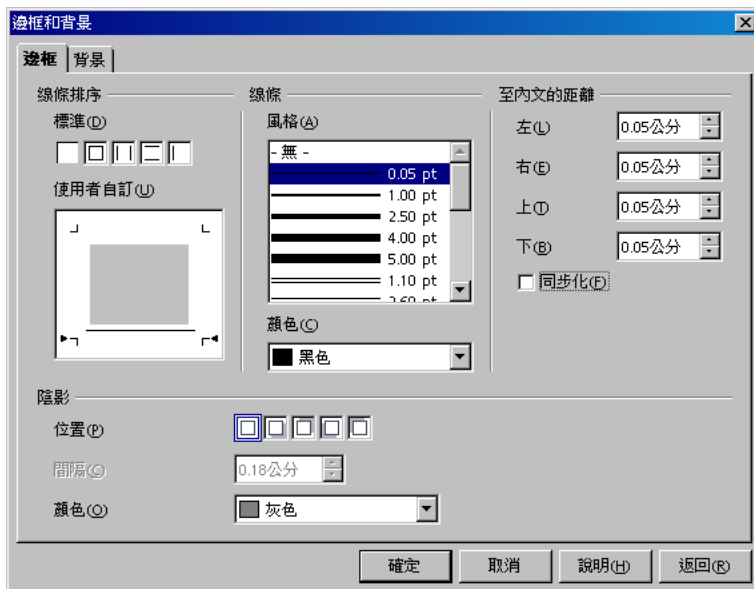 邊框和背景
邊框 背景
線條排序
標準(D)
使用者自訂(U)
線條
風格(A)
- 無 -
0.05 pt
1.00 pt
2.50 pt
4.00 pt
5.00 pt
1.10 pt
2.60 pt
顏色(C)
黑色
至內文的距離
左(L) 0.05公分
右(E) 0.05公分
上(T) 0.05公分
下(B) 0.05公分
同步化(F)
陰影
位置(P)
間隔(C) 0.18公分
顏色(O) 灰色
確定 取消 說明(H) 返回(R)